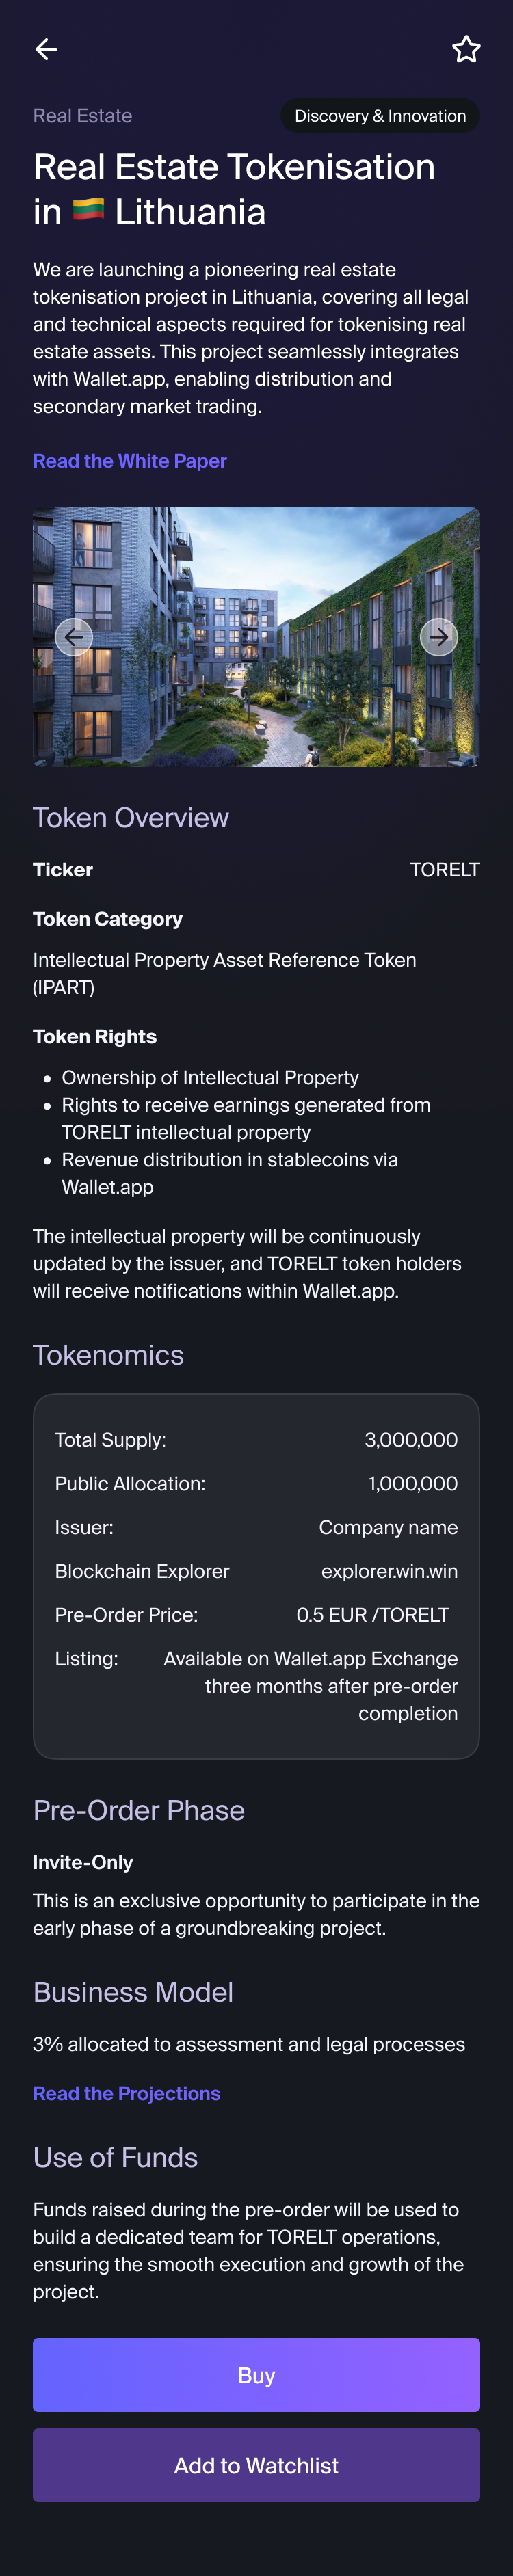 Real Estate
Discovery & Innovation
Real Estate Tokenisation
in 🇱🇹 Lithuania
We are launching a pioneering real estate
tokenisation project in Lithuania, covering all legal
and technical aspects required for tokenising real
estate assets. This project seamlessly integrates
with Wallet.app, enabling distribution and
secondary market trading.
Read the White Paper
Token Overview
Ticker TORELT
Token Category
Intellectual Property Asset Reference Token
(IPART)
Token Rights
• Ownership of Intellectual Property
• Rights to receive earnings generated from
TORELT intellectual property
• Revenue distribution in stablecoins via
Wallet.app
The intellectual property will be continuously
updated by the issuer, and TORELT token holders
will receive notifications within Wallet.app.
Tokenomics
Total Supply: 3,000,000
Public Allocation: 1,000,000
Issuer: Company name
Blockchain Explorer explorer.win.win
Pre-Order Price: 0.5 EUR /TORELT
Listing: Available on Wallet.app Exchange
three months after pre-order
completion
Pre-Order Phase
Invite-Only
This is an exclusive opportunity to participate in the
early phase of a groundbreaking project.
Business Model
3% allocated to assessment and legal processes
Read the Projections
Use of Funds
Funds raised during the pre-order will be used to
build a dedicated team for TORELT operations,
ensuring the smooth execution and growth of the
project.
Buy
Add to Watchlist